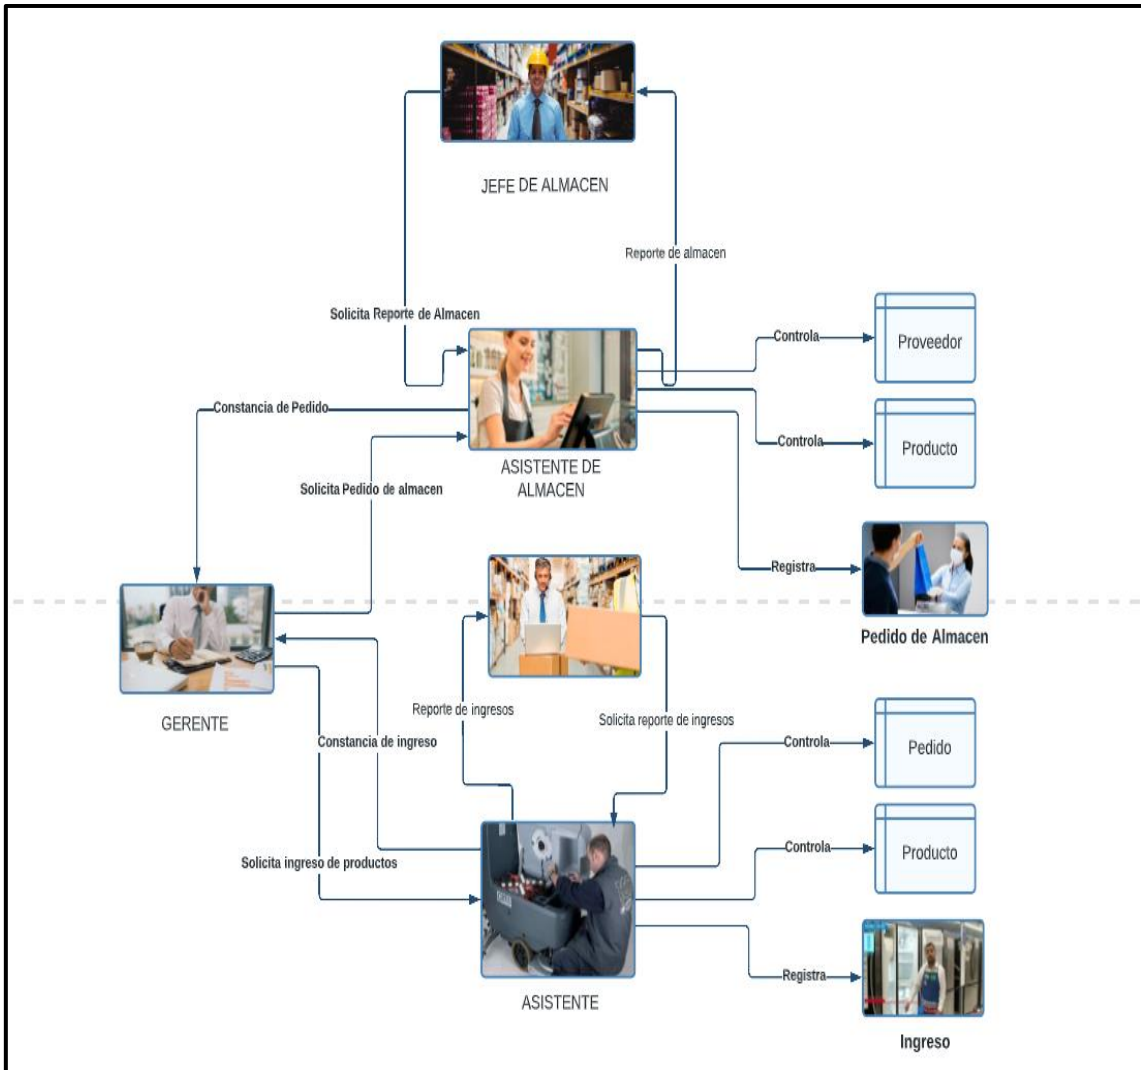 JEFE DE ALMACEN
Reporte de almacen
Solicita Reporte de Almacen
Controla
Proveedor
Constancia de Pedido
Controla
Producto
ASISTENTE DE
ALMACEN
Solicita Pedido de almacen
Registra
Pedido de Almacen
GERENTE
Reporte de ingresos
Solicita reporte de ingresos
Constancia de ingreso
Controla
Pedido
Solicita ingreso de productos
Controla
Producto
Registra
ASISTENTE
Ingreso